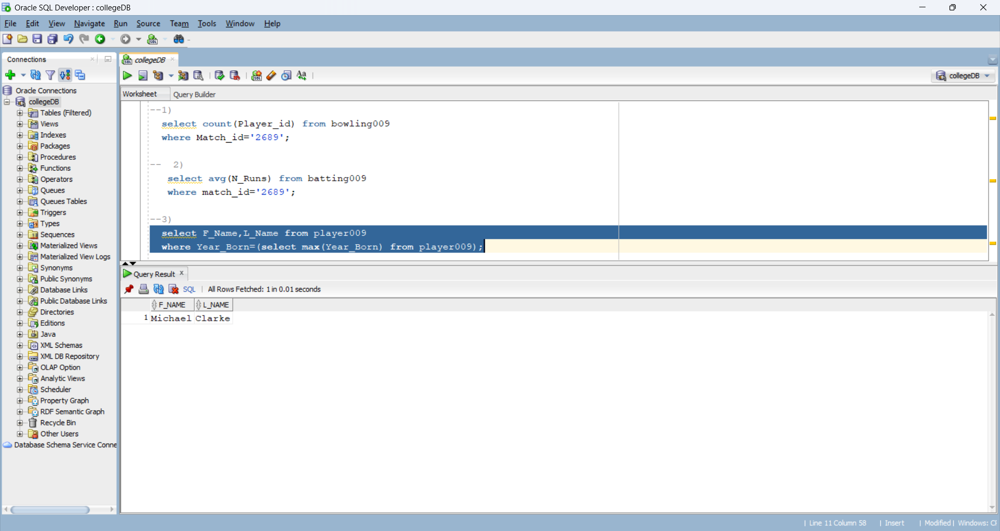 Oracle SQL Developer : collegeDB
File Edit View Navigate Run Source Team Tools Window Help
Connections
collegeDB
collegeDB
Worksheet Query Builder
Oracle Connections
collegeDB
Tables (Filtered)
Views
Indexes
Packages
Procedures
Functions
Operators
Queues
Queues Tables
Triggers
Types
Sequences
Materialized Views
Materialized View Logs
Synonyms
Public Synonyms
Database Links
Public Database Links
Directories
Editions
Java
XML Schemas
XML DB Repository
OLAP Option
Analytic Views
Scheduler
Property Graph
RDF Semantic Graph
Recycle Bin
Other Users
Database Schema Service Conne
--1)
select count(Player_id) from bowling009
where Match_id='2689';
-- 2)
select avg(N_Runs) from batting009
where match_id='2689';
--3)
select F_Name,L_Name from player009
where Year_Born=(select max(Year_Born) from player009);
Query Result
SQL | All Rows Fetched: 1 in 0.01 seconds
F_NAME L_NAME
1 Michael Clarke
| Line 11 Column 58 | Insert | Modified | Windows: CR